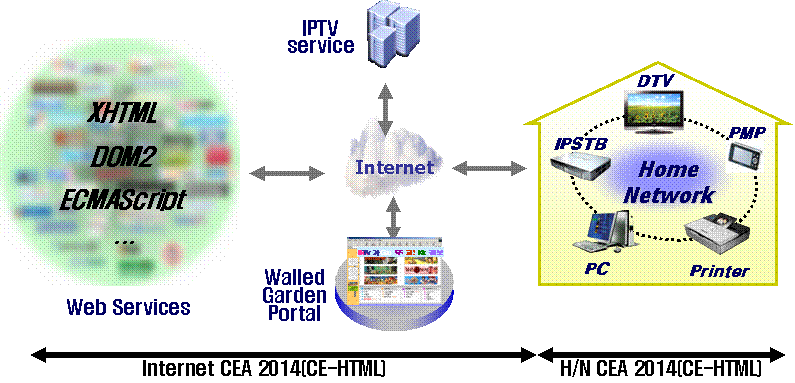 IPTV
service
XHTML
DOM2
ECMAScript
...
Web Services
Internet
Walled
Garden
Portal
DTV
PMP
IPSTB
Home
Network
PC
Printer
Internet CEA 2014(CE-HTML)
H/N CEA 2014(CE-HTML)